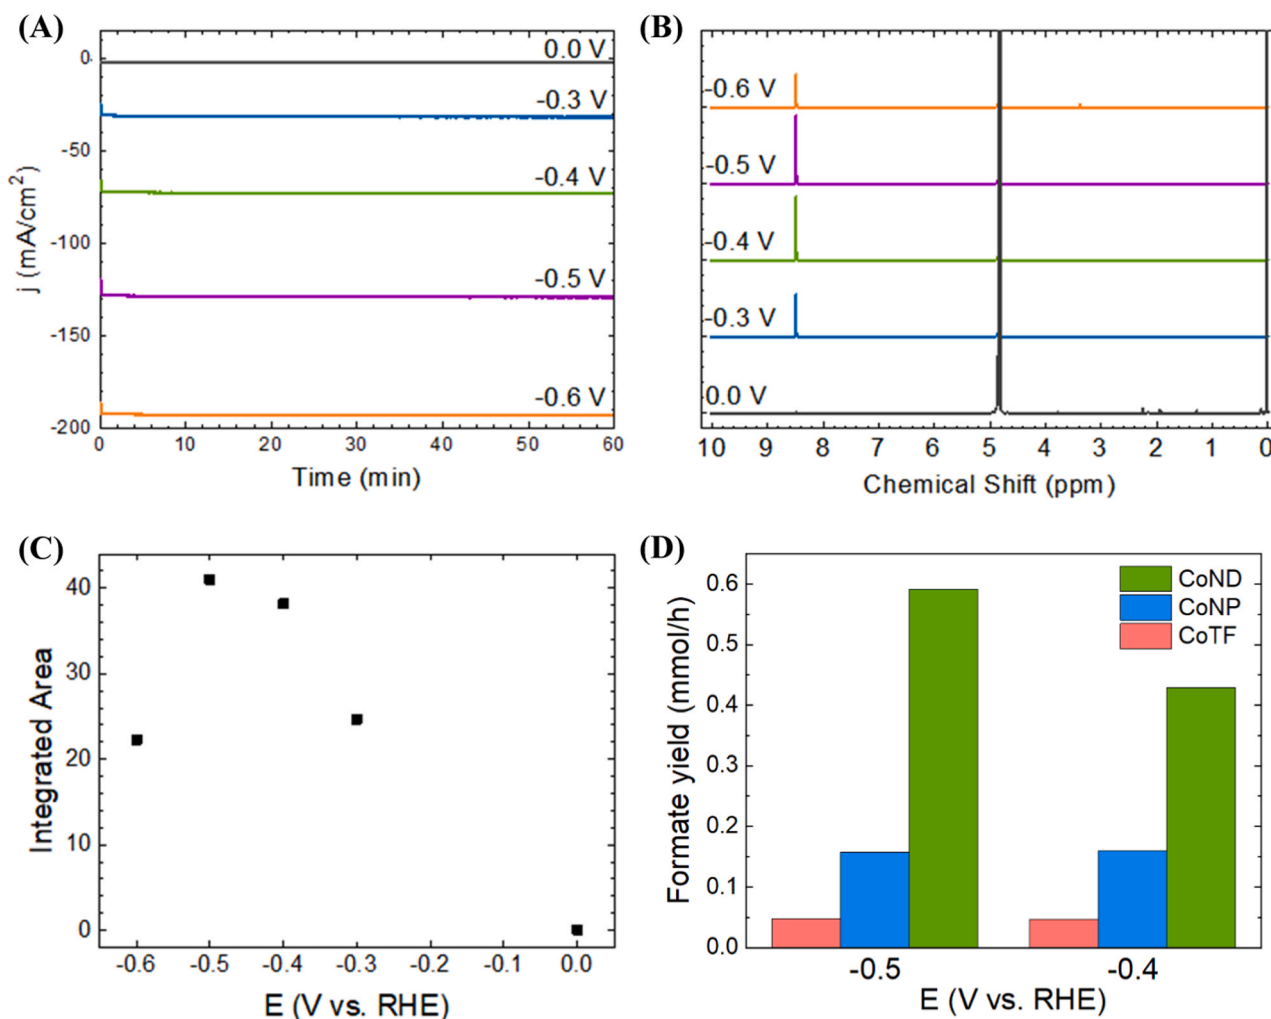 (A)
0
-50
-100
-150
-200
j (mA/cm²)
0.0 V
-0.3 V
-0.4 V
-0.5 V
-0.6 V
0 10 20 30 40 50 60
Time (min)
(B)
-0.6 V
-0.5 V
-0.4 V
-0.3 V
0.0 V
10 9 8 7 6 5 4 3 2 1 0
Chemical Shift (ppm)
(C)
40
30
20
10
0
Integrated Area
-0.6 -0.5 -0.4 -0.3 -0.2 -0.1 0.0
E (V vs. RHE)
(D)
0.6
0.5
0.4
0.3
0.2
0.1
0.0
Formate yield (mmol/h)
CoND
CoNP
CoTF
-0.5 -0.4
E (V vs. RHE)